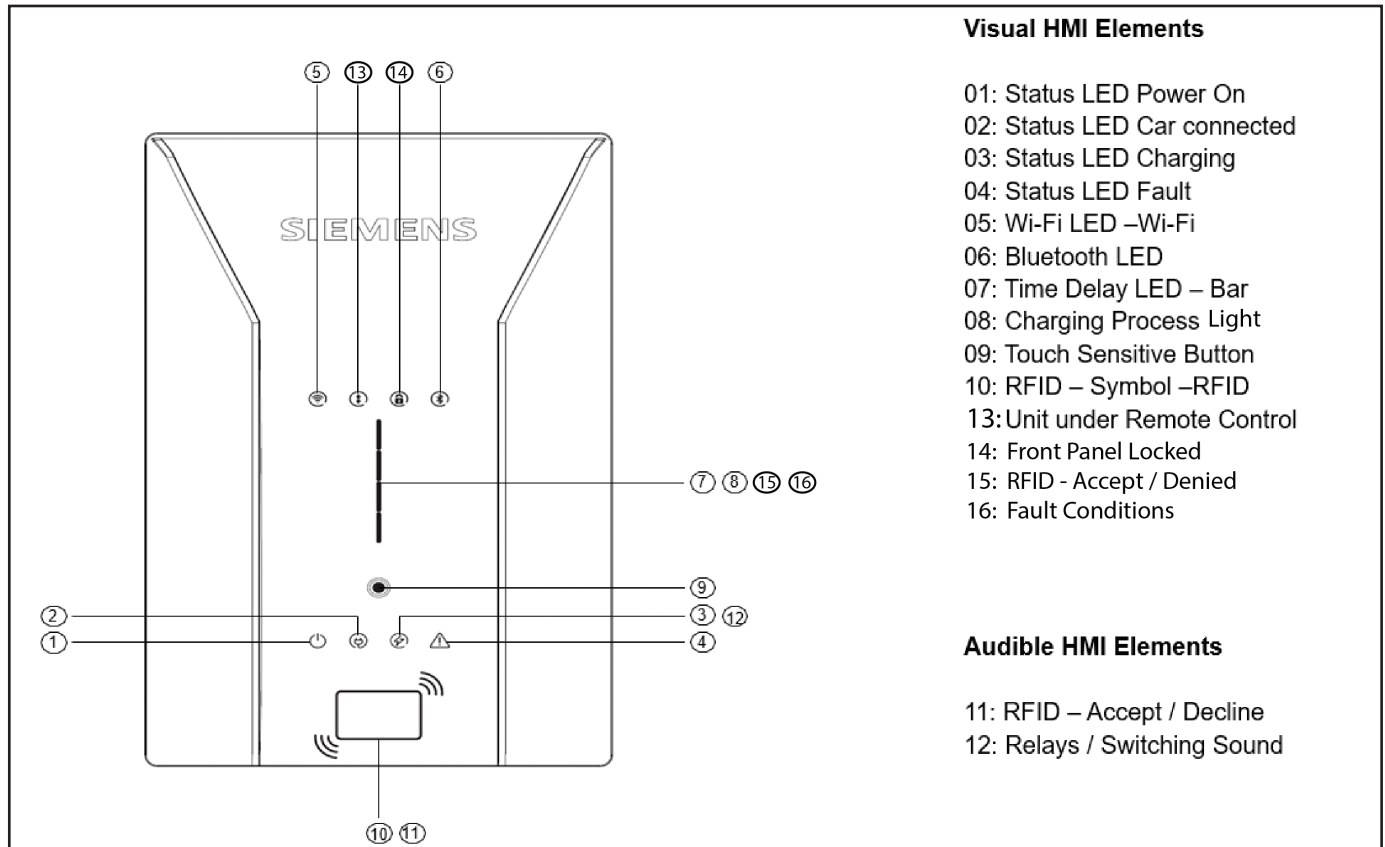 5 13 14 6
SIEMENS
7 8 15 16
9
2
3 12
1
4
10 11
Visual HMI Elements
01: Status LED Power On
02: Status LED Car connected
03: Status LED Charging
04: Status LED Fault
05: Wi-Fi LED –Wi-Fi
06: Bluetooth LED
07: Time Delay LED – Bar
08: Charging Process Light
09: Touch Sensitive Button
10: RFID – Symbol –RFID
13: Unit under Remote Control
14: Front Panel Locked
15: RFID - Accept / Denied
16: Fault Conditions
Audible HMI Elements
11: RFID – Accept / Decline
12: Relays / Switching Sound